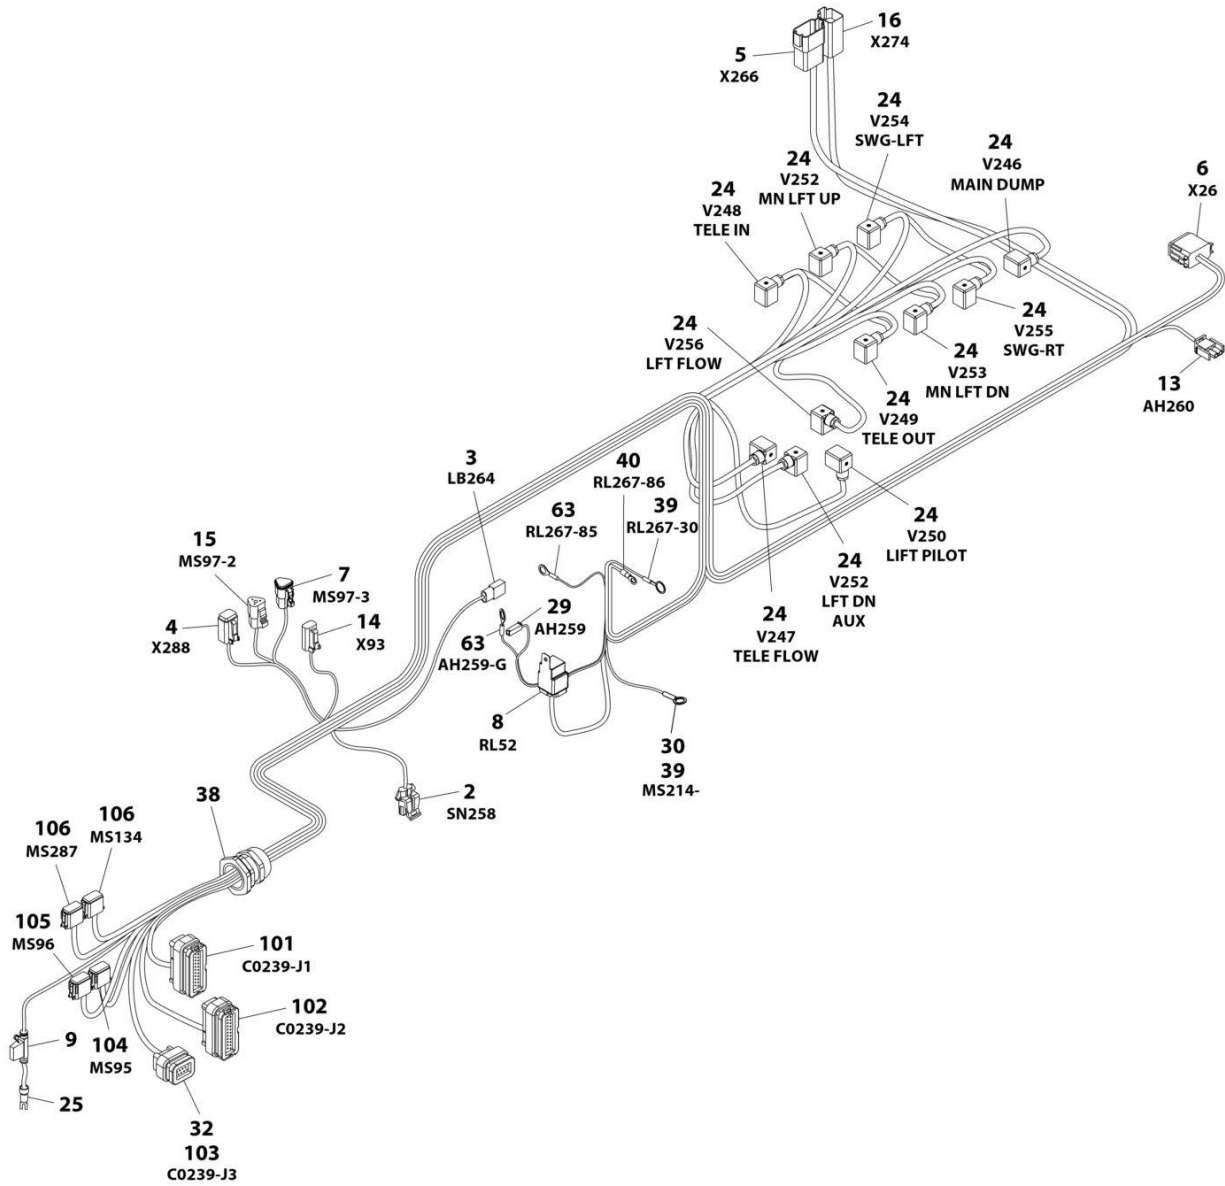 16
X274
5
X266
24
V254
SWG-LFT
24
V246
MAIN DUMP
6
X26
24
V252
MN LFT UP
24
V248
TELE IN
24
V256
LFT FLOW
24
V255
SWG-RT
24
V253
MN LFT DN
13
AH260
24
V249
TELE OUT
3
LB264
40
RL267-86
63
RL267-85
39
RL267-30
24
V250
LIFT PILOT
15
MS97-2
7
MS97-3
24
V252
LFT DN
AUX
4
X288
14
X93
29
AH259
63
AH259-G
24
V247
TELE FLOW
8
RL52
30
39
MS214-
38
2
SN258
106
MS134
106
MS287
105
MS96
101
C0239-J1
102
C0239-J2
9
104
MS95
25
32
103
C0239-J3